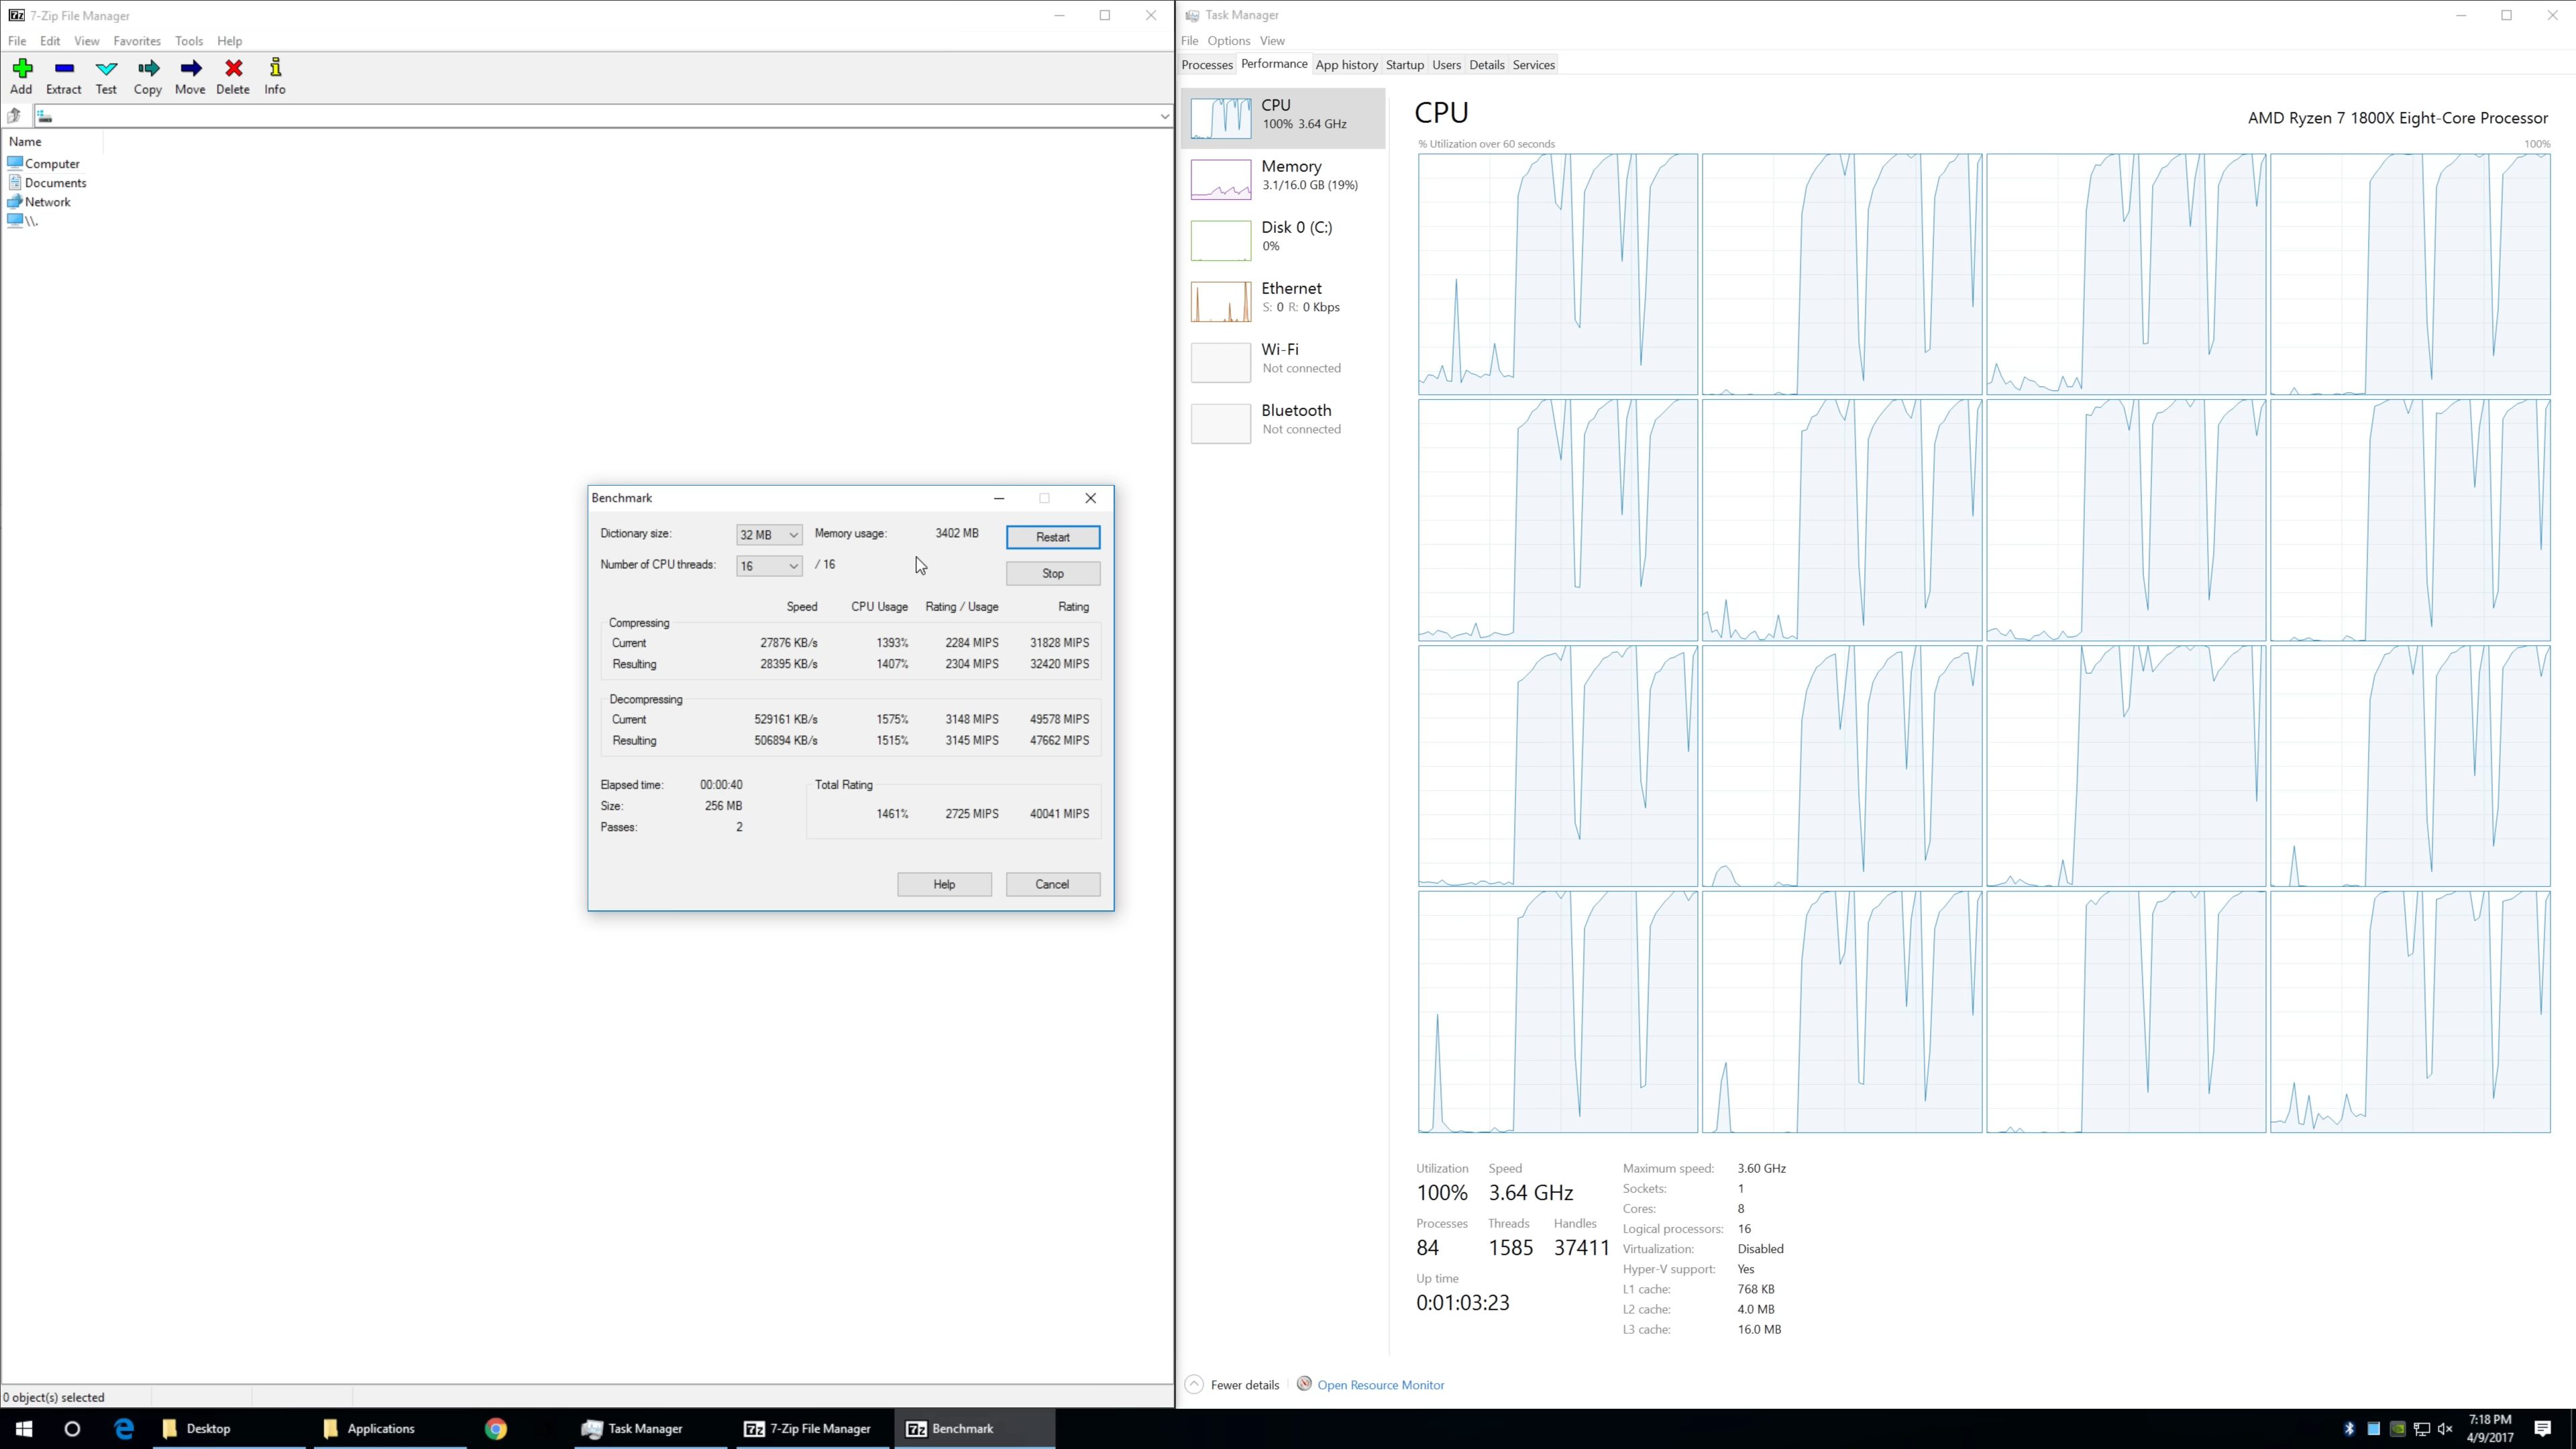 7-Zip File Manager
File Edit View Favorites Tools Help
Add Extract Test Copy Move Delete Info
Name
Computer
Documents
Network
\\.
Benchmark
Dictionary size: 32 MB Memory usage: 3402 MB Restart
Number of CPU threads: 16 / 16 Stop
Speed CPU Usage Rating / Usage Rating
Compressing
Current 27876 KB/s 1393% 2284 MIPS 31828 MIPS
Resulting 28395 KB/s 1407% 2304 MIPS 32420 MIPS
Decompressing
Current 529161 KB/s 1575% 3148 MIPS 49578 MIPS
Resulting 506894 KB/s 1515% 3145 MIPS 47662 MIPS
Elapsed time: 00:00:40 Total Rating
Size: 256 MB
1461% 2725 MIPS 40041 MIPS
Passes: 2
Help Cancel
0 object(s) selected
Task Manager
File Options View
Processes Performance App history Startup Users Details Services
CPU
100% 3.64 GHz
Memory
3.1/16.0 GB (19%)
Disk 0 (C:)
0%
Ethernet
S: 0 R: 0 Kbps
Wi-Fi
Not connected
Bluetooth
Not connected
CPU AMD Ryzen 7 1800X Eight-Core Processor
% Utilization over 60 seconds 100%
Utilization Speed
100% 3.64 GHz
Processes Threads Handles
84 1585 37411
Up time
0:01:03:23
Maximum speed: 3.60 GHz
Sockets: 1
Cores: 8
Logical processors: 16
Virtualization: Disabled
Hyper-V support: Yes
L1 cache: 768 KB
L2 cache: 4.0 MB
L3 cache: 16.0 MB
Fewer details Open Resource Monitor
Desktop Applications Task Manager 7-Zip File Manager Benchmark
7:18 PM
4/9/2017